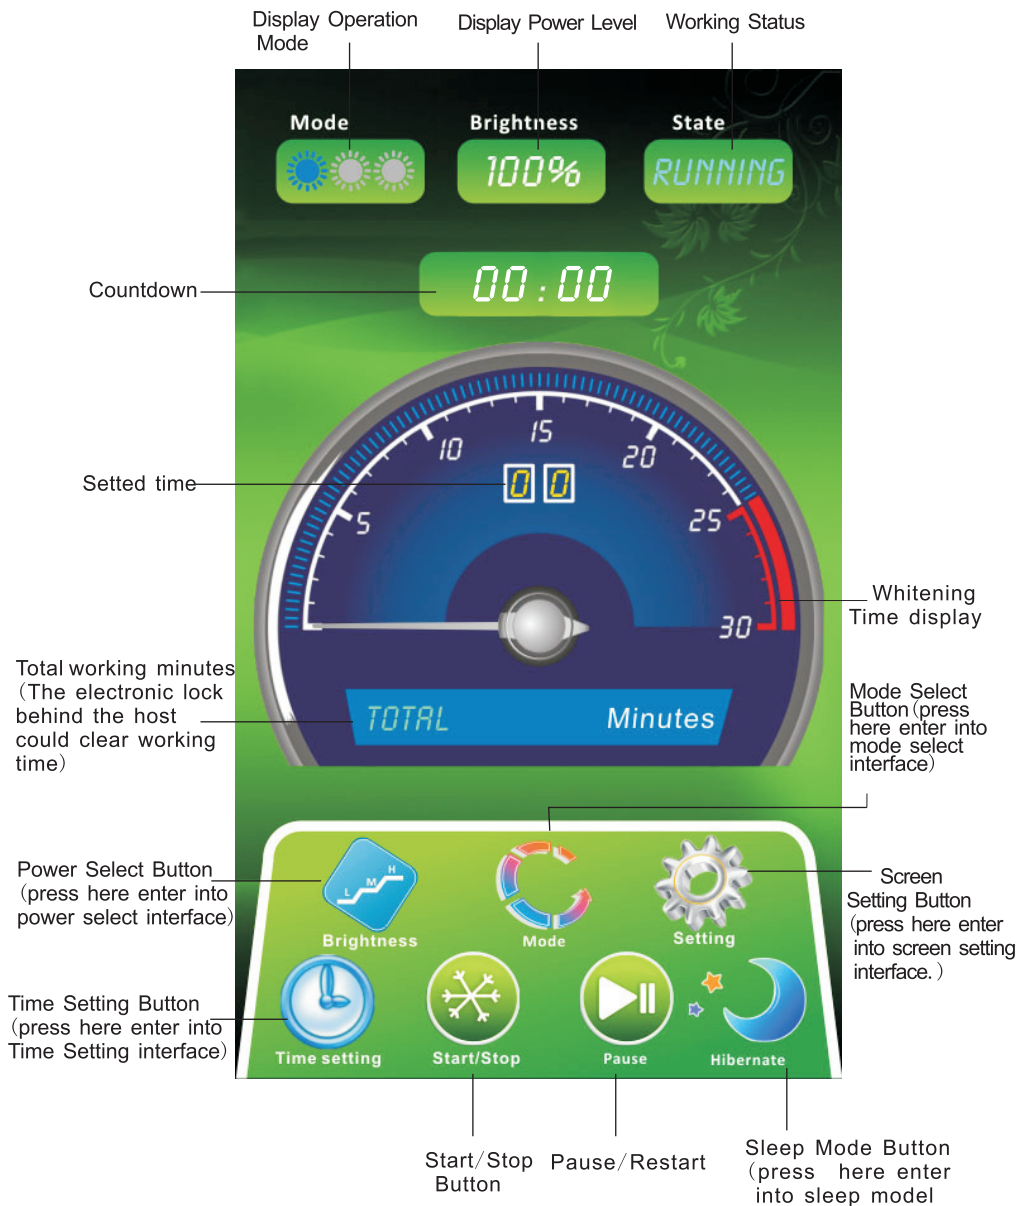 Display Operation
Mode
Display Power Level
Working Status
Mode
Brightness
State
100%
RUNNING
Countdown
00:00
Setted time
5
10
15
20
25
30
0 0
Whitening
Time display
Total working minutes
(The electronic lock
behind the host
could clear working
time)
TOTAL
Minutes
Mode Select
Button(press
here enter into
mode select
interface)
Power Select Button
(press here enter into
power select interface)
L M H
Brightness
Mode
Setting
Screen
Setting Button
(press here enter
into screen setting
interface.)
Time Setting Button
(press here enter into
Time Setting interface)
Time setting
Start/Stop
Pause
Hibernate
Start/Stop
Button
Pause/Restart
Sleep Mode Button
(press here enter
into sleep model